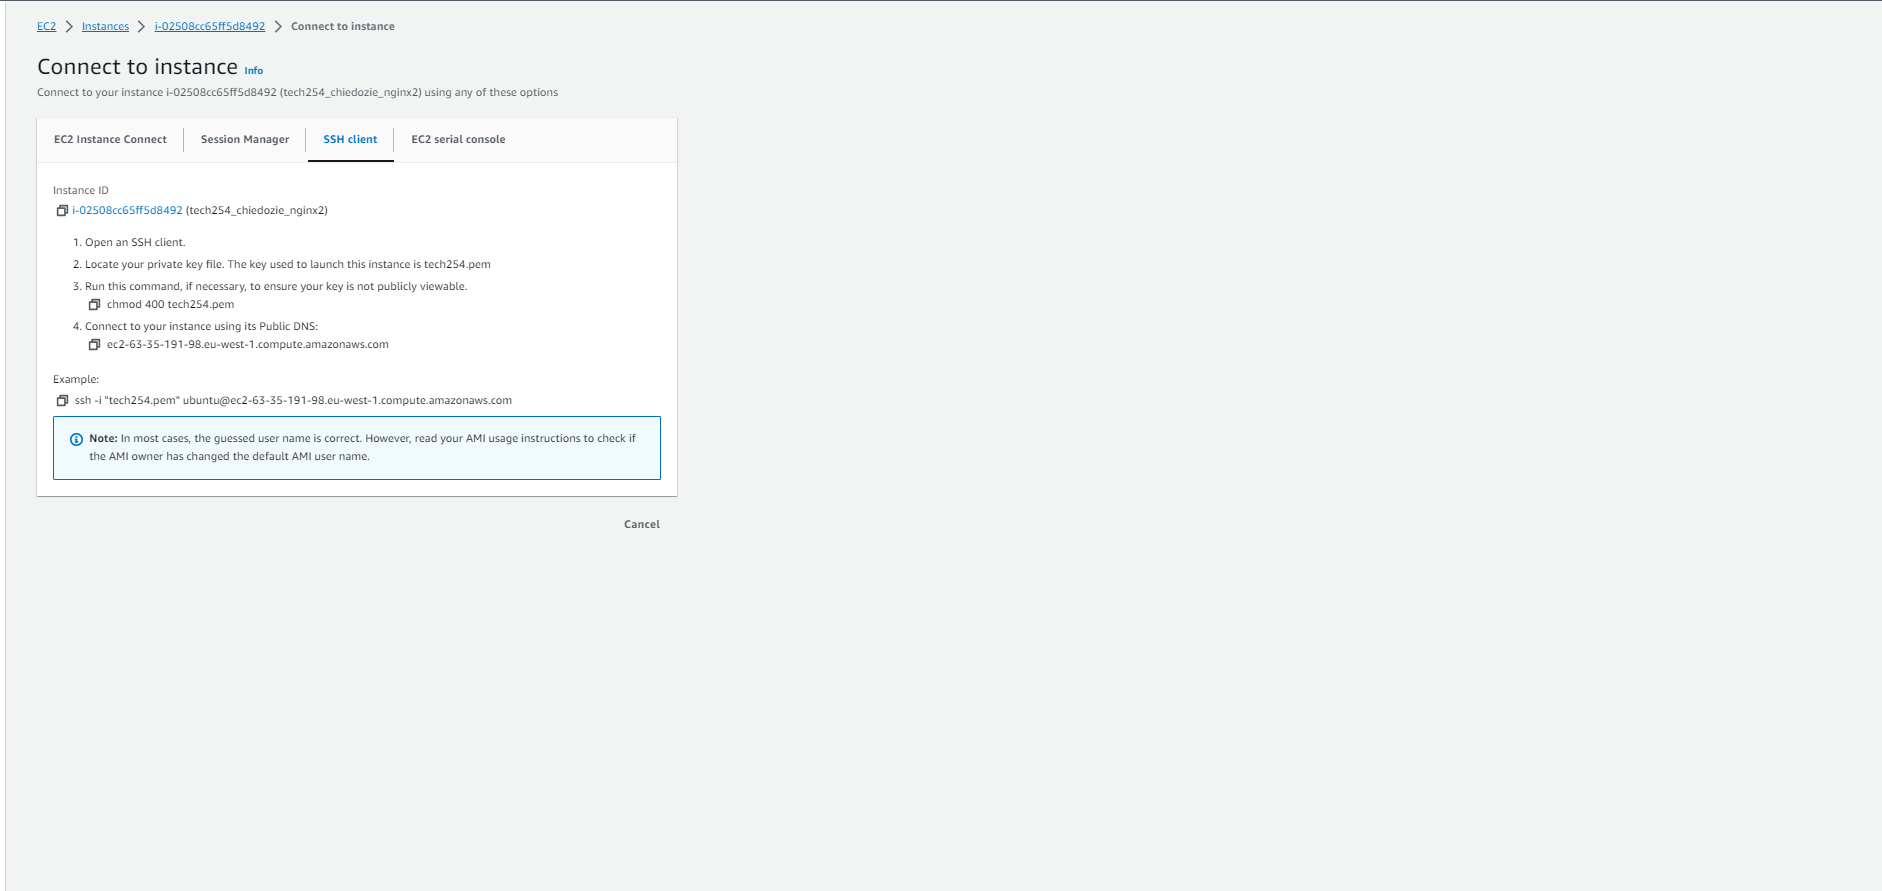 EC2 > Instances > i-02508cc65ff5d8492 > Connect to instance
Connect to instance Info
Connect to your instance i-02508cc65ff5d8492 (tech254_chiedozie_nginx2) using any of these options
EC2 Instance Connect Session Manager SSH client EC2 serial console
Instance ID
i-02508cc65ff5d8492 (tech254_chiedozie_nginx2)
1. Open an SSH client.
2. Locate your private key file. The key used to launch this instance is tech254.pem
3. Run this command, if necessary, to ensure your key is not publicly viewable.
chmod 400 tech254.pem
4. Connect to your instance using its Public DNS:
ec2-63-35-191-98.eu-west-1.compute.amazonaws.com
Example:
ssh -i "tech254.pem" ubuntu@ec2-63-35-191-98.eu-west-1.compute.amazonaws.com
Note: In most cases, the guessed user name is correct. However, read your AMI usage instructions to check if
the AMI owner has changed the default AMI user name.
Cancel